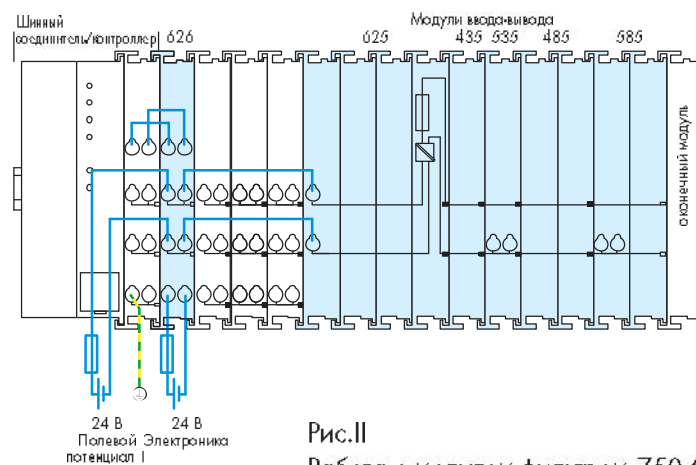 Шинный
соединитель/контроллер
626
Модули ввода-вывода
625
435
535
485
585
оконечный модуль
24 В
Полевой
потенциал I
24 В
Электроника
Рис.II